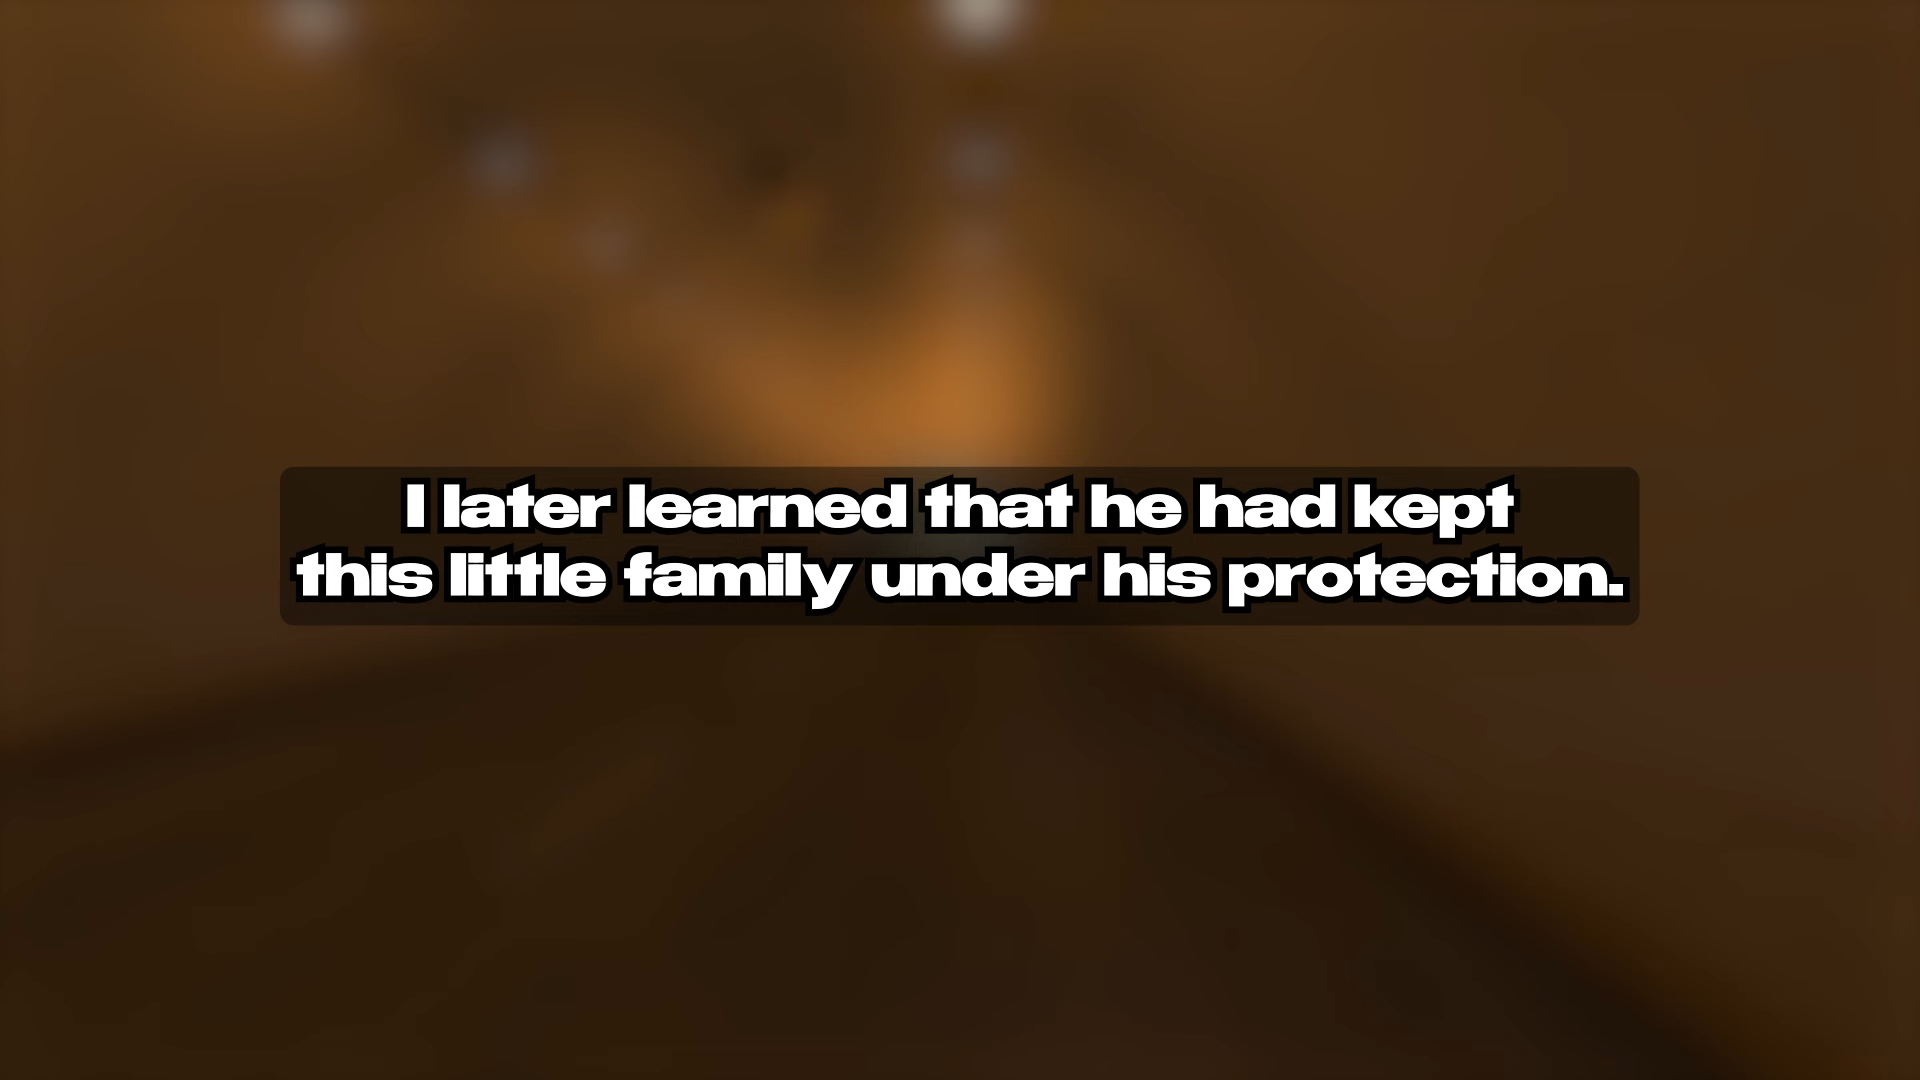 I later learned that he had kept
this little family under his protection.